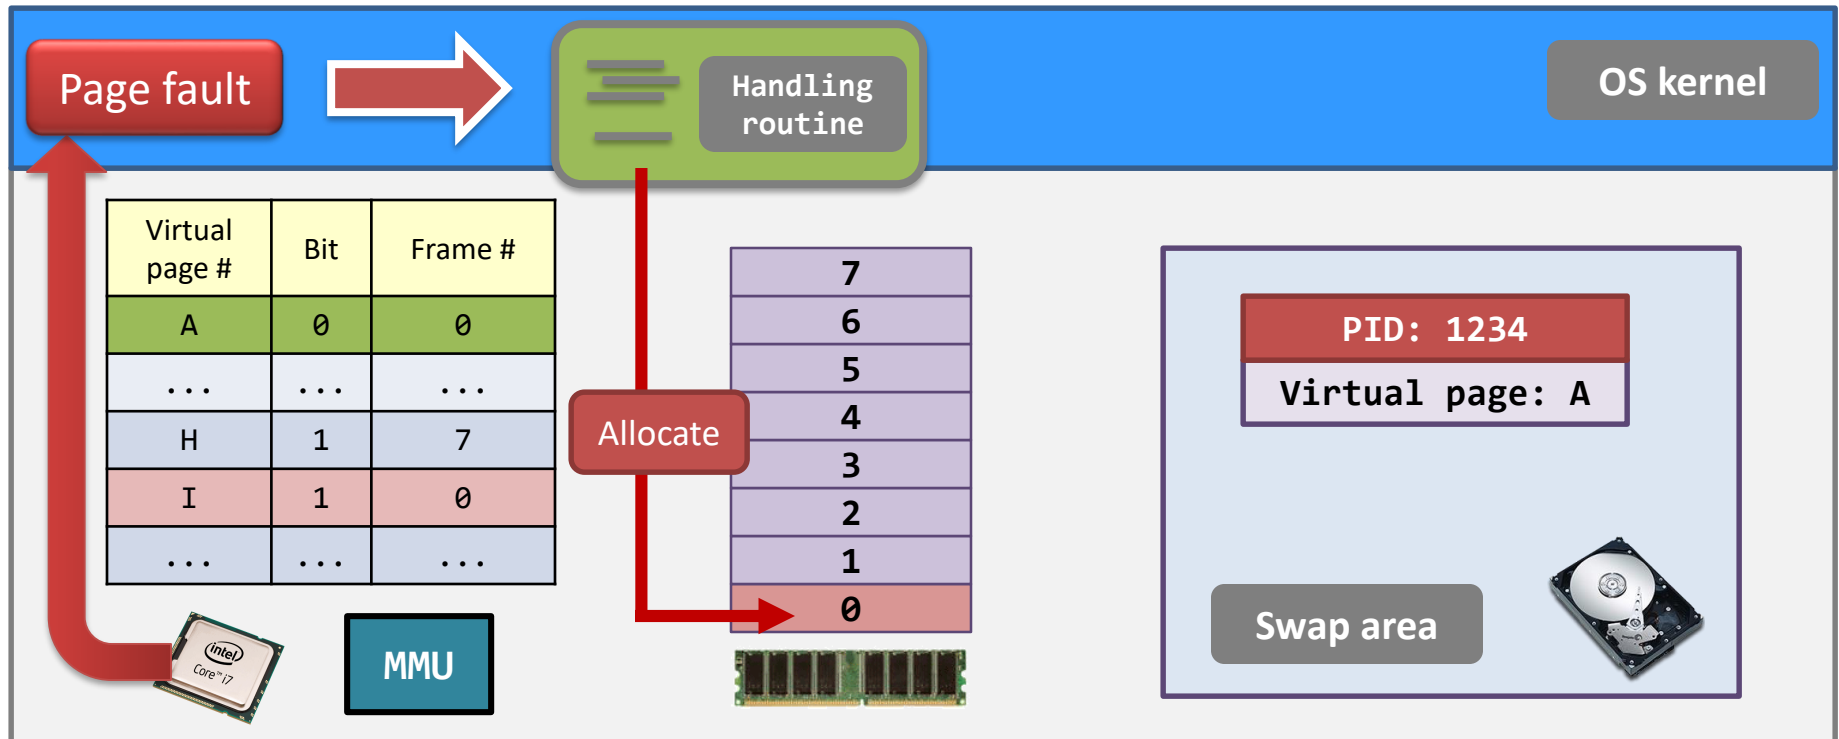 Page fault
Handling
routine
OS kernel
Virtual
page #
Bit
Frame #
A 0 0
... ... ...
H 1 7
I 1 0
... ... ...
Allocate
7
6
5
4
3
2
1
0
PID: 1234
Virtual page: A
Swap area
MMU
intel
Core™ i7